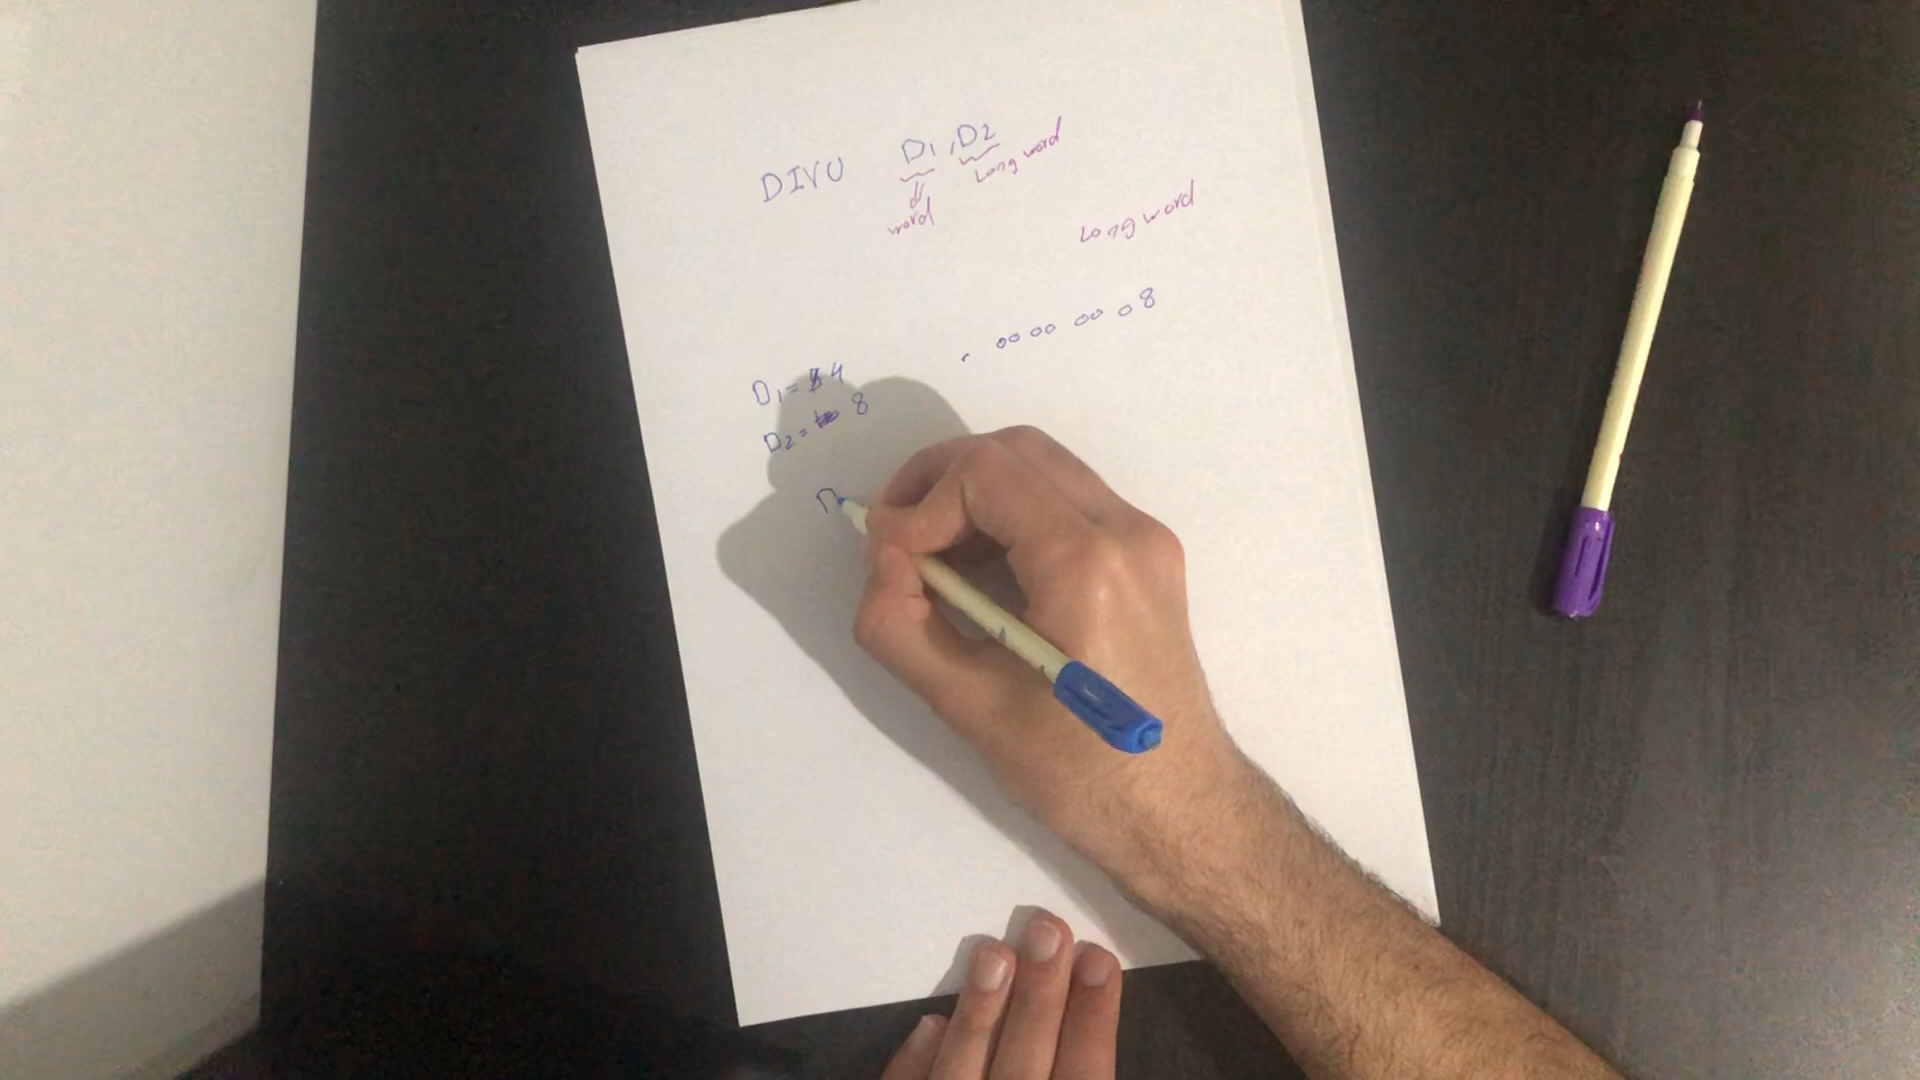 DIVU D1, D2
word Long word
Long word
00 00 00 08
D1 = 4
D2 = 8
D